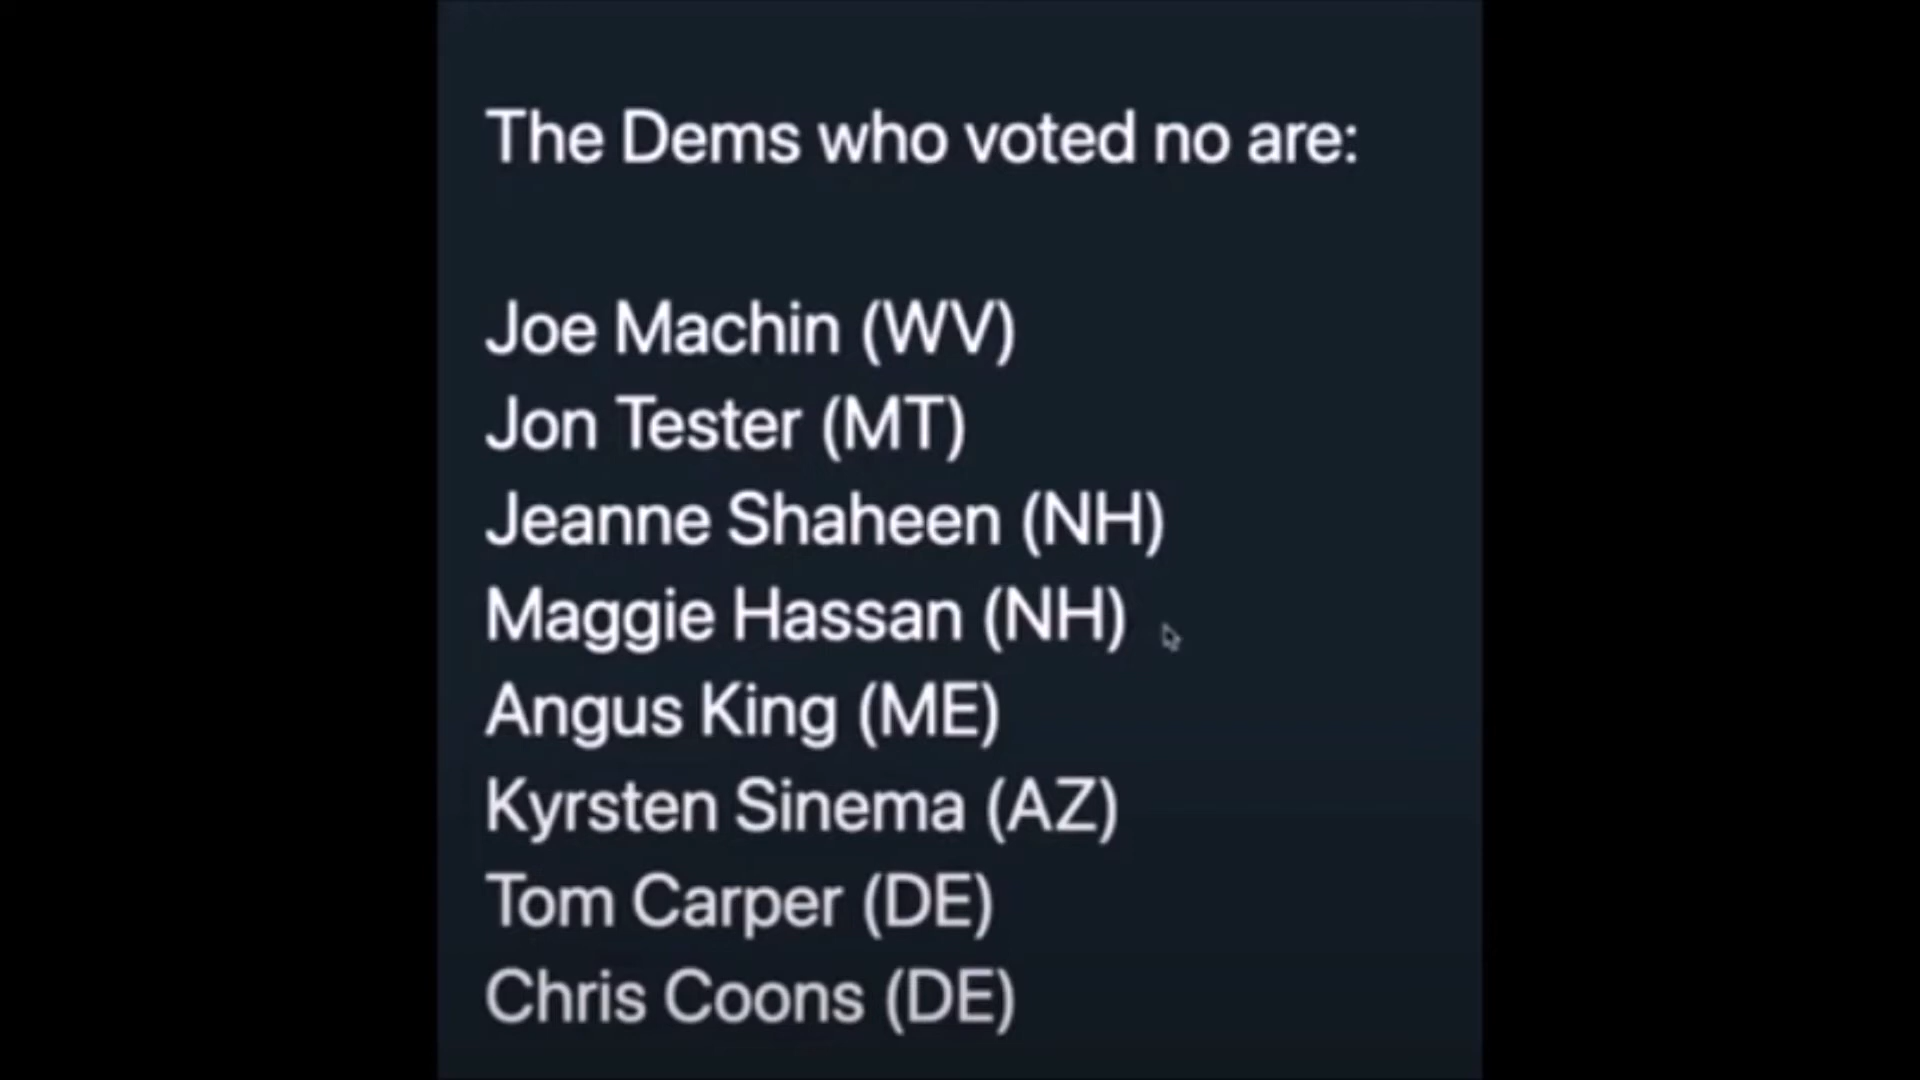 The Dems who voted no are:
Joe Machin (WV)
Jon Tester (MT)
Jeanne Shaheen (NH)
Maggie Hassan (NH)
Angus King (ME)
Kyrsten Sinema (AZ)
Tom Carper (DE)
Chris Coons (DE)